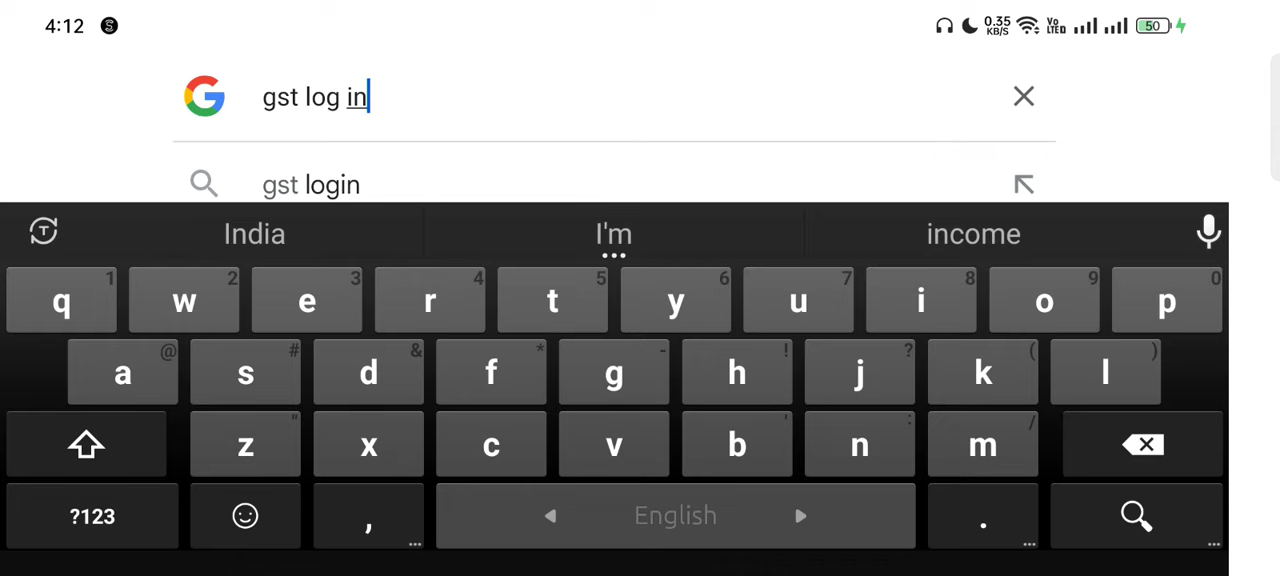 4:12 S 0.35 KB/S Vo LTED 50
gst log in
gst login
T India I'm income
q 1 w 2 e 3 r 4 t 5 y 6 u 7 i 8 o 9 p 0
a @ s # d & f * g - h ! j ? k ( l )
z " x c v b ' n : m /
?123 , English .